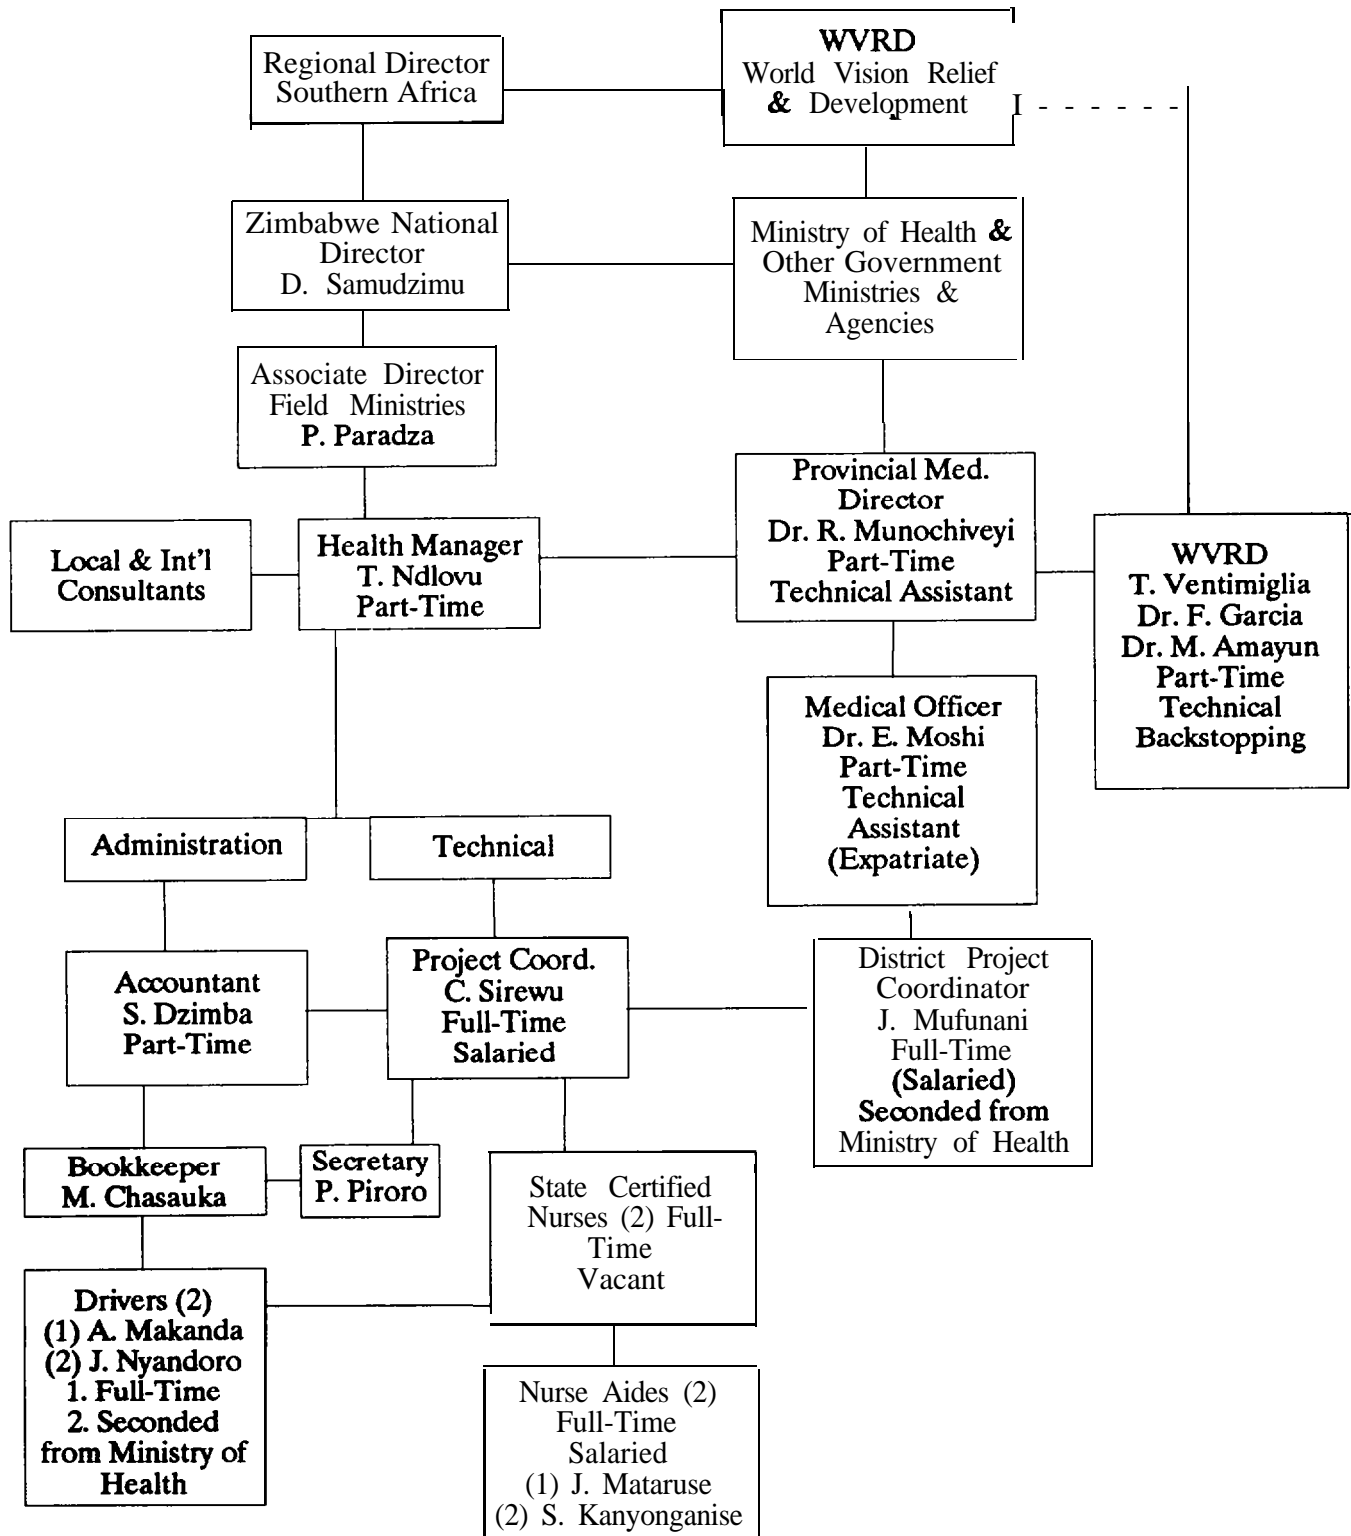 Regional Director
Southern Africa
WVRD
World Vision Relief
& Development
Zimbabwe National
Director
D. Samudzimu
Ministry of Health &
Other Government
Ministries &
Agencies
Associate Director
Field Ministries
P. Paradza
Local & Int'l
Consultants
Health Manager
T. Ndlovu
Part-Time
Provincial Med.
Director
Dr. R. Munochiveyi
Part-Time
Technical Assistant
WVRD
T. Ventimiglia
Dr. F. Garcia
Dr. M. Amayun
Part-Time
Technical
Backstopping
Medical Officer
Dr. E. Moshi
Part-Time
Technical
Assistant
(Expatriate)
Administration
Technical
Accountant
S. Dzimba
Part-Time
Project Coord.
C. Sirewu
Full-Time
Salaried
District Project
Coordinator
J. Mufunani
Full-Time
(Salaried)
Seconded from
Ministry of Health
Bookkeeper
M. Chasauka
Secretary
P. Piroro
State Certified
Nurses (2) Full-
Time
Vacant
Drivers (2)
(1) A. Makanda
(2) J. Nyandoro
1. Full-Time
2. Seconded
from Ministry of
Health
Nurse Aides (2)
Full-Time
Salaried
(1) J. Mataruse
(2) S. Kanyonganise